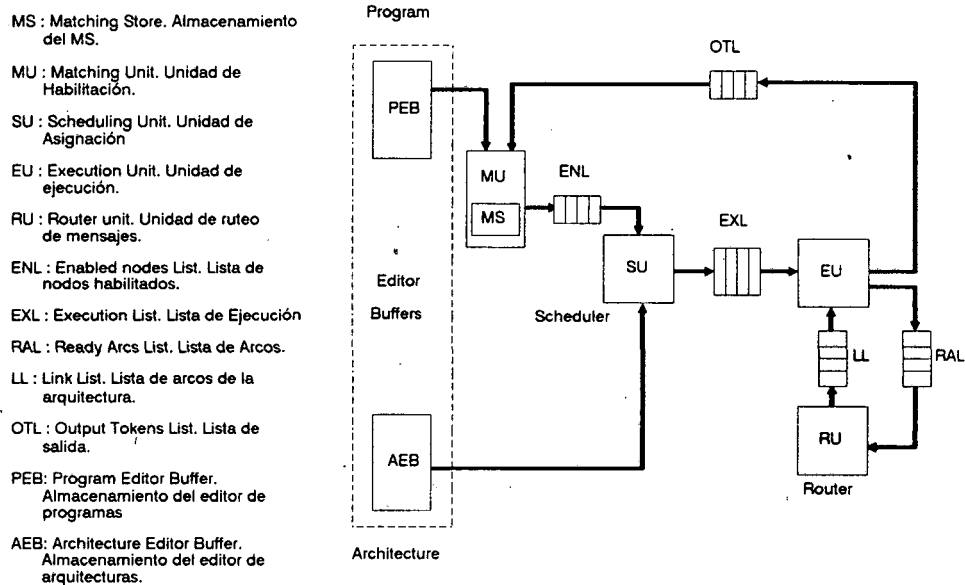 MS : Matching Store. Almacenamiento
del MS.
MU : Matching Unit. Unidad de
Habilitación.
SU : Scheduling Unit. Unidad de
Asignación
EU : Execution Unit. Unidad de
ejecución.
RU : Router unit. Unidad de ruteo
de mensajes.
ENL : Enabled nodes List. Lista de
nodos habilitados.
EXL : Execution List. Lista de Ejecución
RAL : Ready Arcs List. Lista de Arcos.
LL : Link List. Lista de arcos de la
arquitectura.
OTL : Output Tokens List. Lista de
salida.
PEB: Program Editor Buffer.
Almacenamiento del editor de
programas
AEB: Architecture Editor Buffer.
Almacenamiento del editor de
arquitecturas.
Program
PEB
Editor
Buffers
AEB
Architecture
OTL
MU
MS
ENL
SU
Scheduler
EXL
EU
LL
RAL
RU
Router